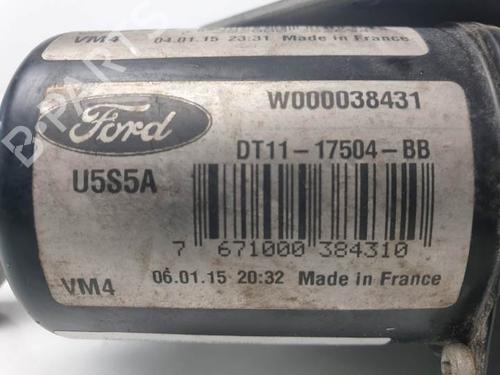 VM4 04.01.15 23:31 Made in France
Ford
W000038431
DT11-17504-BB
U5S5A
7 671000 384310
VM4 06.01.15 20:32 Made in France